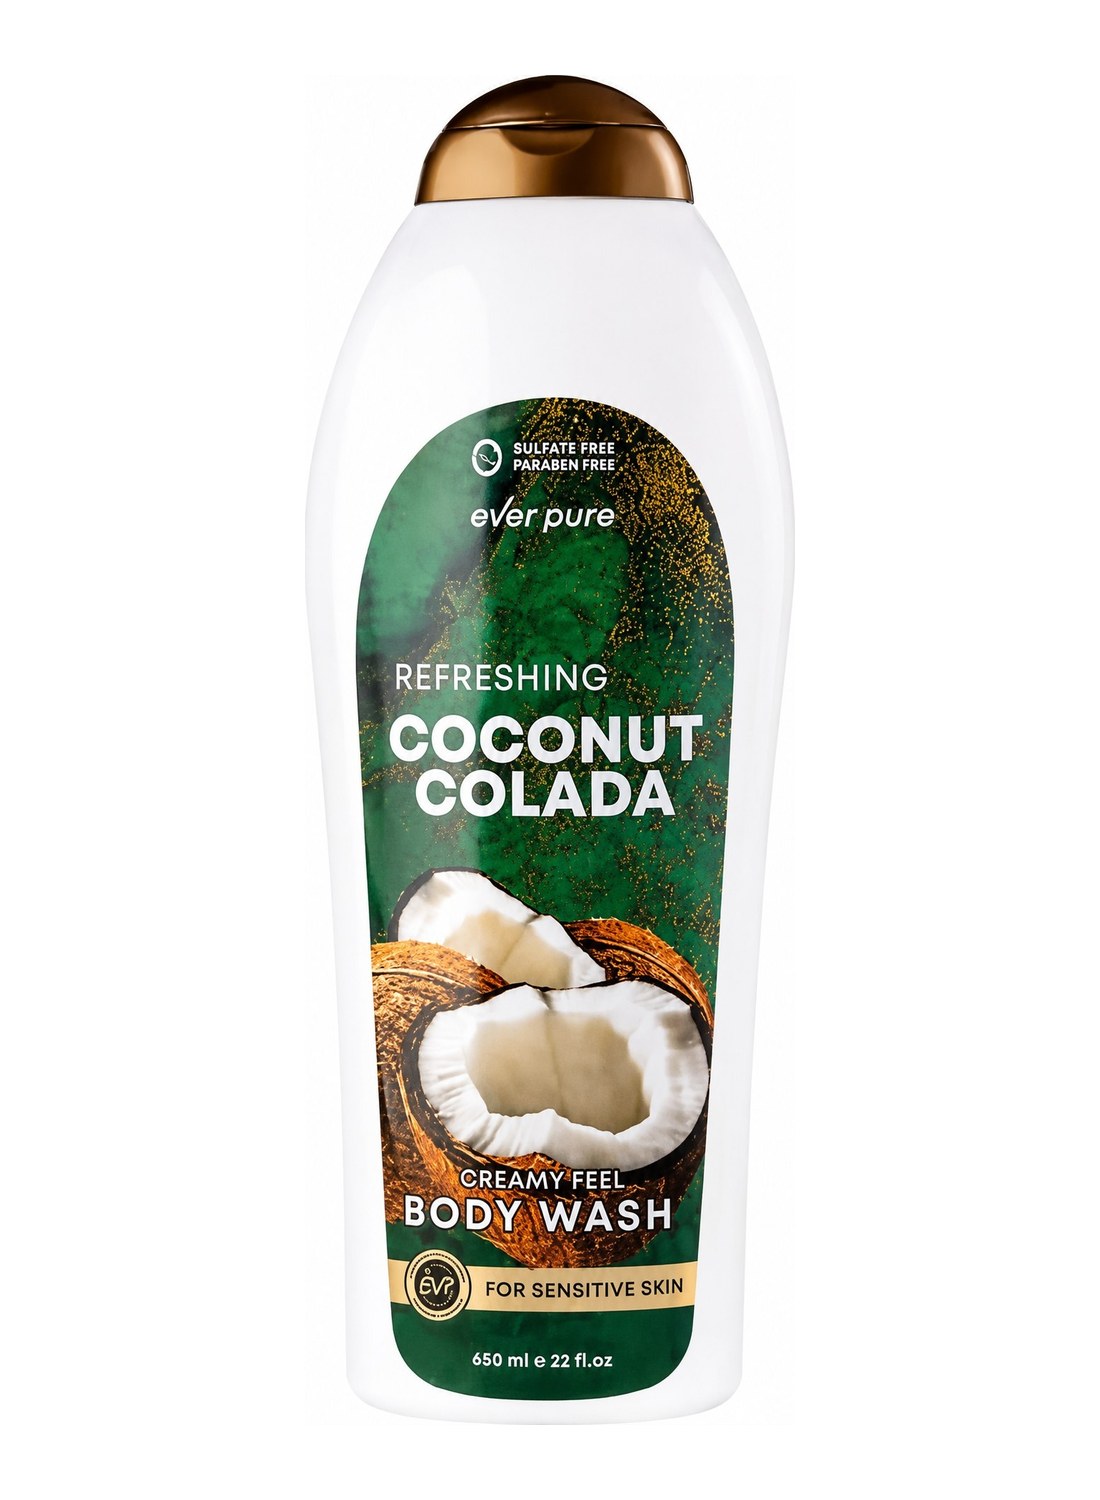 SULFATE FREE
PARABEN FREE
ever pure
REFRESHING
COCONUT
COLADA
CREAMY FEEL
BODY WASH
EVP
FOR SENSITIVE SKIN
650 ml e 22 fl.oz